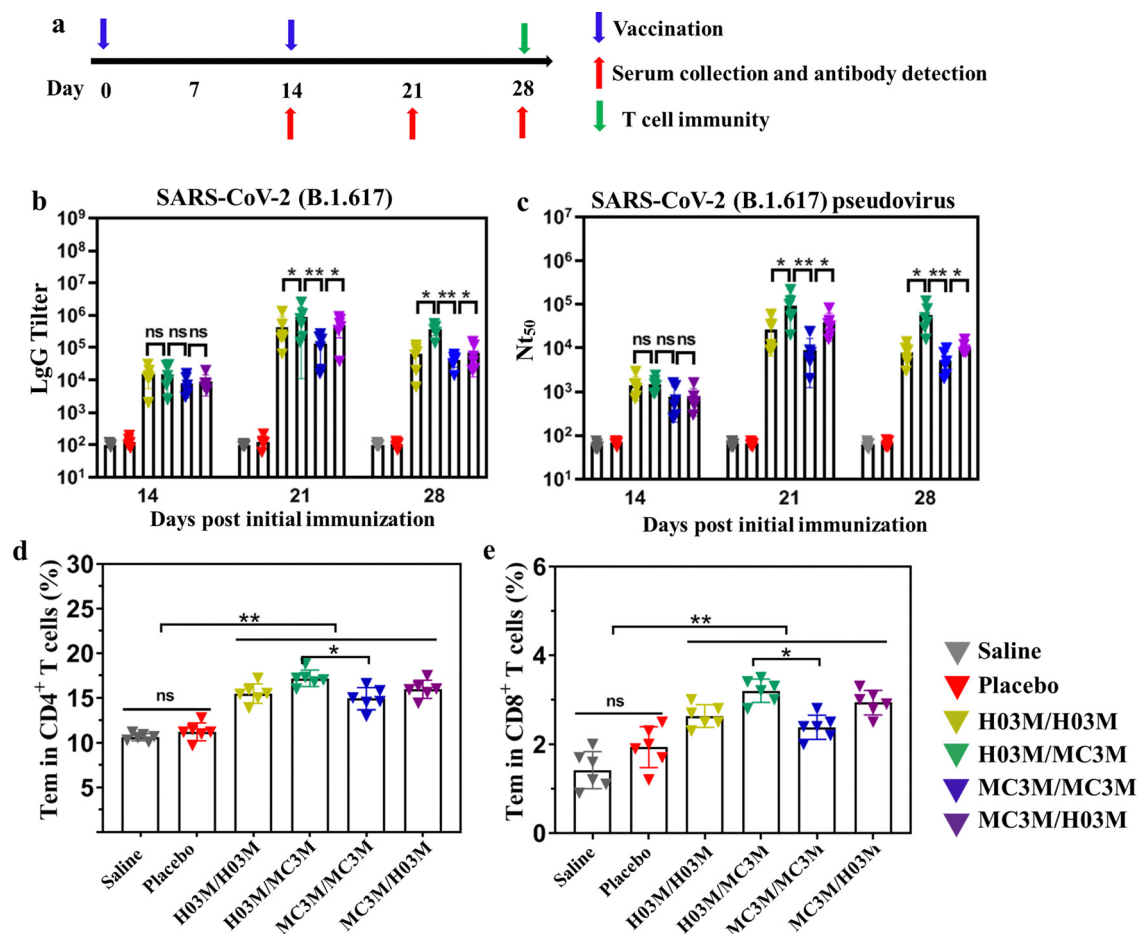 a
Vaccination
Serum collection and antibody detection
T cell immunity
Day 0 7 14 21 28
b SARS-CoV-2 (B.1.617)
LgG Tilter
10⁹
10⁸
10⁷
10⁶
10⁵
10⁴
10³
10²
10¹
ns ns ns
* ** *
* ** *
14 21 28
Days post initial immunization
c SARS-CoV-2 (B.1.617) pseudovirus
Nt₅₀
10⁷
10⁶
10⁵
10⁴
10³
10²
10¹
ns ns ns
* ** *
* ** *
14 21 28
Days post initial immunization
d
Tem in CD4⁺ T cells (%)
30
25
20
15
10
5
**
*
ns
Saline
Placebo
H03M/H03M
H03M/MC3M
MC3M/MC3M
MC3M/H03M
e
Tem in CD8⁺ T cells (%)
6
4
2
0
**
*
ns
Saline
Placebo
H03M/H03M
H03M/MC3M
MC3M/MC3M
MC3M/H03M
Saline
Placebo
H03M/H03M
H03M/MC3M
MC3M/MC3M
MC3M/H03M